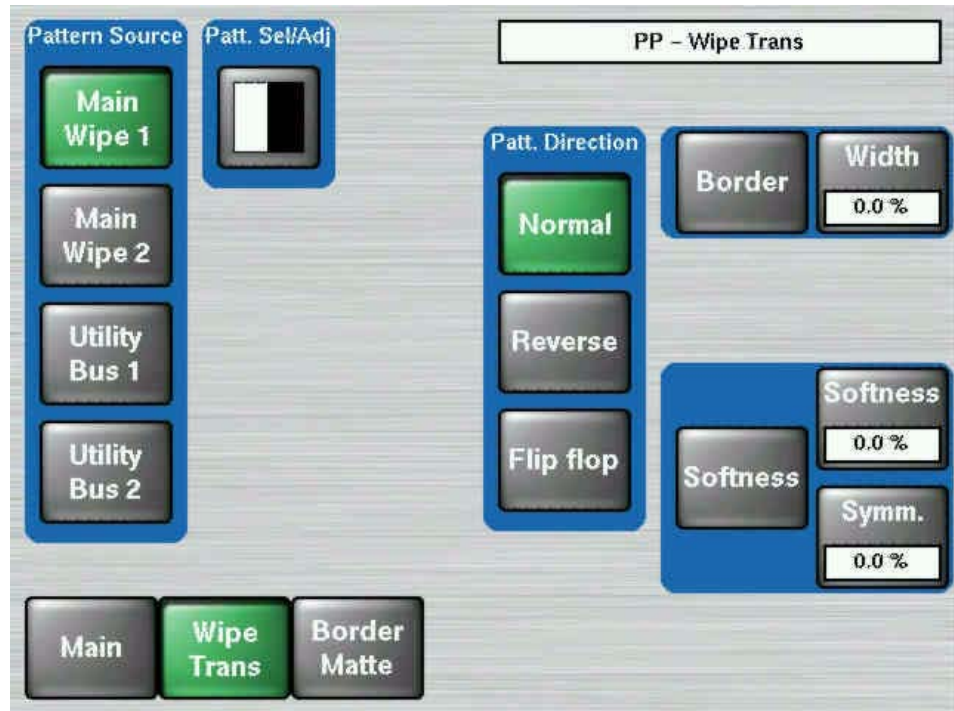 Pattern Source
Patt. Sel/Adj
PP - Wipe Trans
Main
Wipe 1
Main
Wipe 2
Utility
Bus 1
Utility
Bus 2
Patt. Direction
Normal
Reverse
Flip flop
Border
Width
0.0 %
Softness
Softness
0.0 %
Symm.
0.0 %
Main
Wipe
Trans
Border
Matte